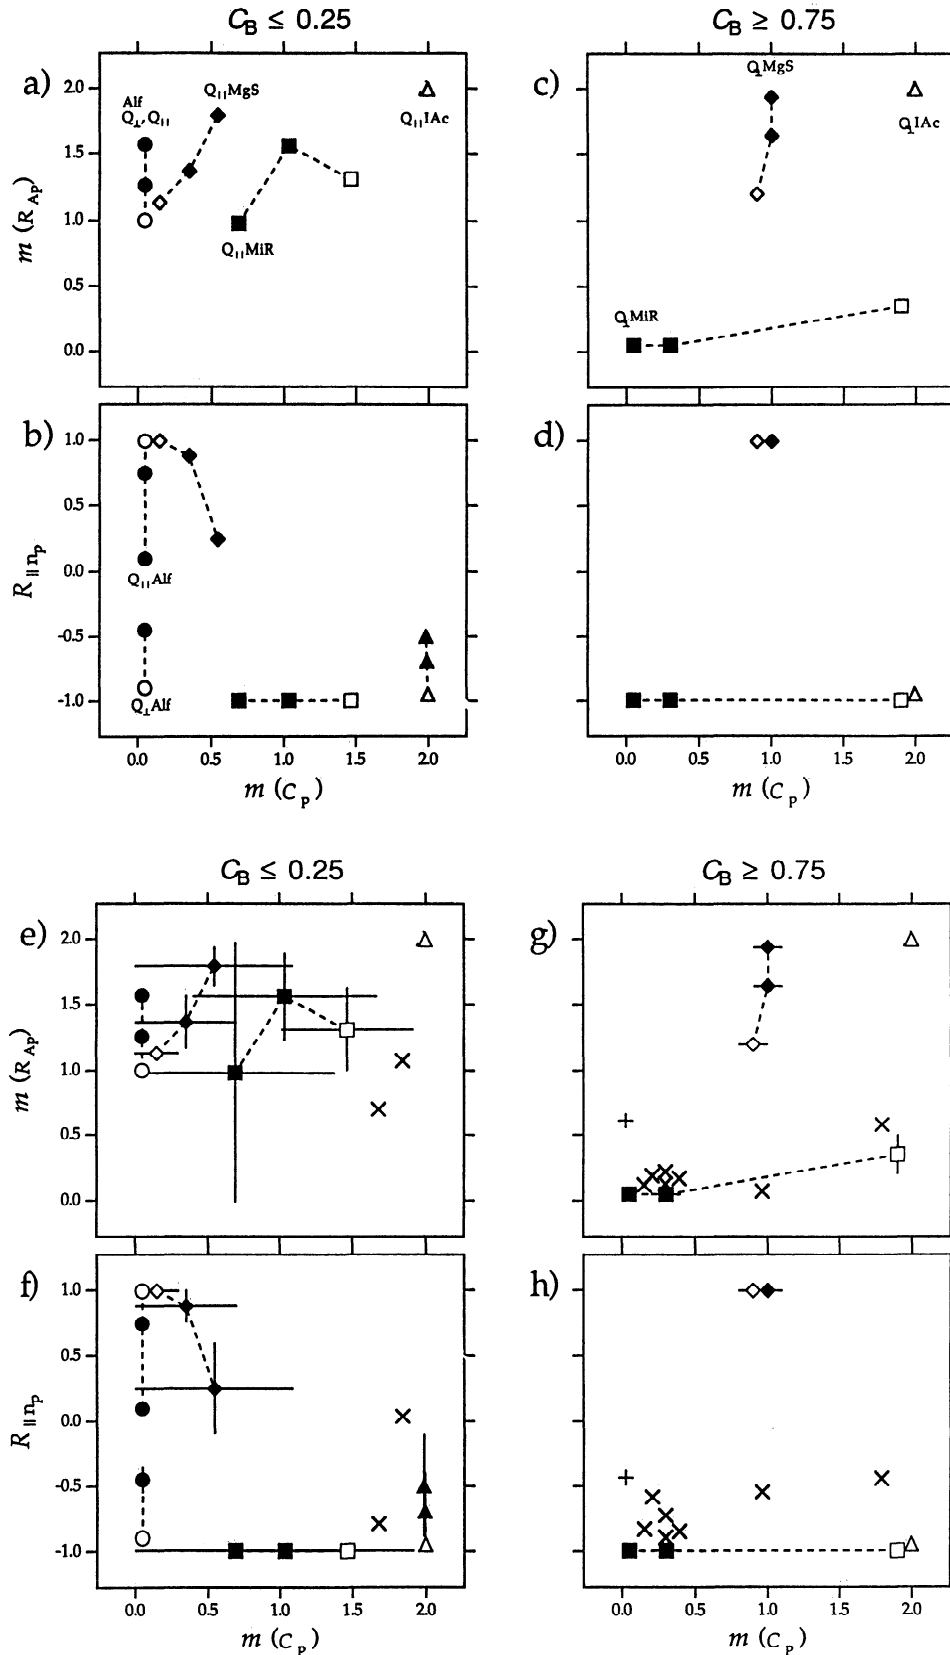 C_B ≤ 0.25
C_B ≥ 0.75
a)
2.0
1.5
1.0
0.5
0.0
m (R_Ap)
Alf
Q⊥, Q||
Q||MgS
Q||IAc
Q||MiR
c)
Q⊥MgS
Q⊥IAc
Q⊥MiR
b)
1.0
0.5
0.0
-0.5
-1.0
R||n_p
Q||Alf
Q⊥Alf
0.0 0.5 1.0 1.5 2.0
m (C_p)
d)
0.0 0.5 1.0 1.5 2.0
m (C_p)
C_B ≤ 0.25
C_B ≥ 0.75
e)
2.0
1.5
1.0
0.5
0.0
m (R_Ap)
g)
f)
1.0
0.5
0.0
-0.5
-1.0
R||n_p
0.0 0.5 1.0 1.5 2.0
m (C_p)
h)
0.0 0.5 1.0 1.5 2.0
m (C_p)